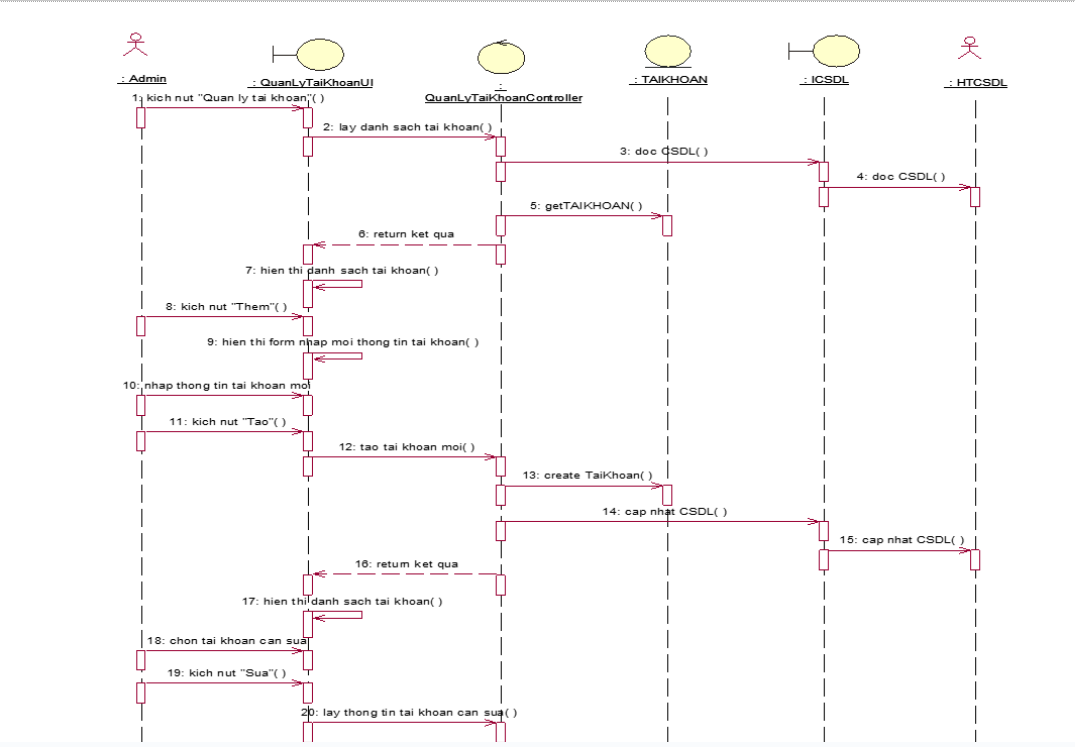 : Admin
: QuanLyTaiKhoanUI
:
QuanLyTaiKhoanController
: TAIKHOAN
: ICSDL
: HTCSDL
1: kich nut "Quan ly tai khoan"( )
2: lay danh sach tai khoan( )
3: doc CSDL( )
4: doc CSDL( )
5: getTAIKHOAN( )
6: return ket qua
7: hien thi danh sach tai khoan( )
8: kich nut "Them"( )
9: hien thi form nhap moi thong tin tai khoan( )
10: nhap thong tin tai khoan moi
11: kich nut "Tao"( )
12: tao tai khoan moi( )
13: create TaiKhoan( )
14: cap nhat CSDL( )
15: cap nhat CSDL( )
16: return ket qua
17: hien thi danh sach tai khoan( )
18: chon tai khoan can sua
19: kich nut "Sua"( )
20: lay thong tin tai khoan can sua( )